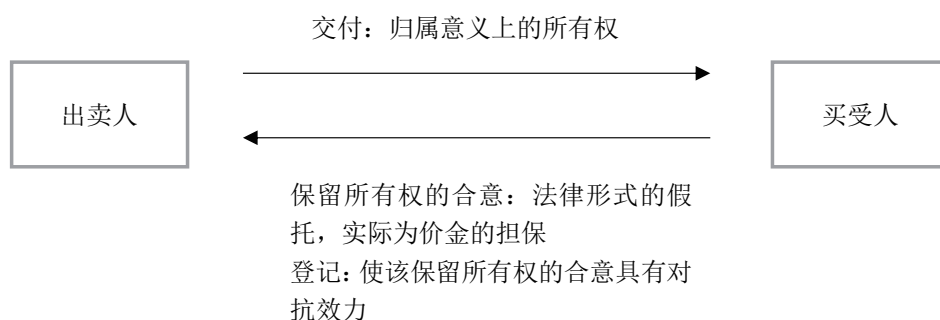 交付：归属意义上的所有权
出卖人
买受人
保留所有权的合意：法律形式的假
托，实际为价金的担保
登记：使该保留所有权的合意具有对
抗效力